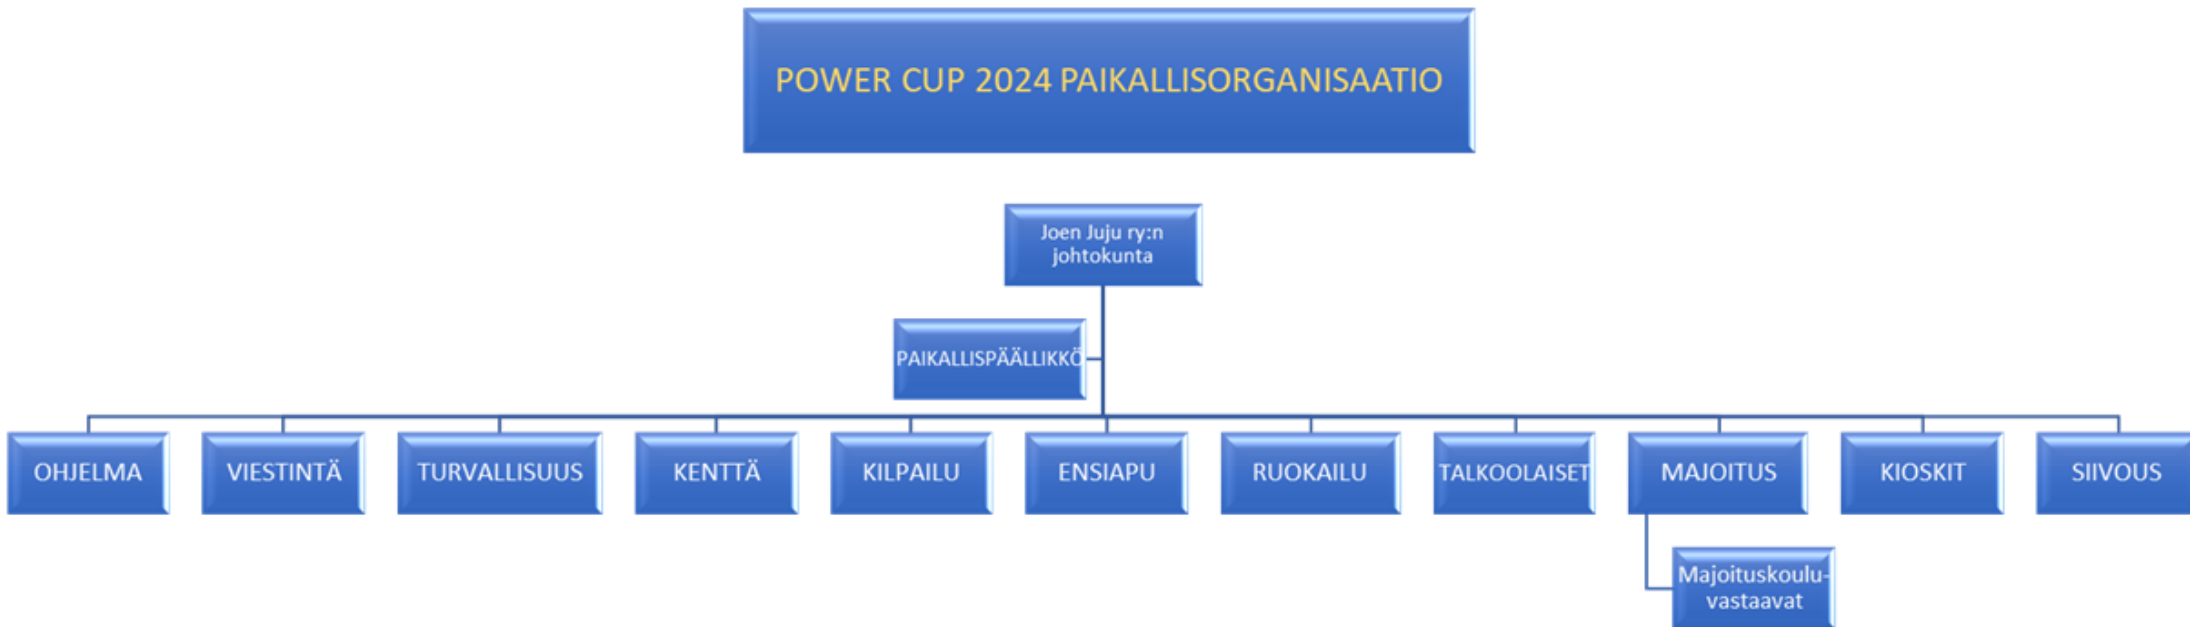 POWER CUP 2024 PAIKALLISORGANISAATIO
Joen Juju ry:n
johtokunta
PAIKALLISPÄÄLLIKKÖ
OHJELMA
VIESTINTÄ
TURVALLISUUS
KENTTÄ
KILPAILU
ENSIAPU
RUOKAILU
TALKOOLAISET
MAJOITUS
KIOSKIT
SIIVOUS
Majoituskoulu-
vastaavat